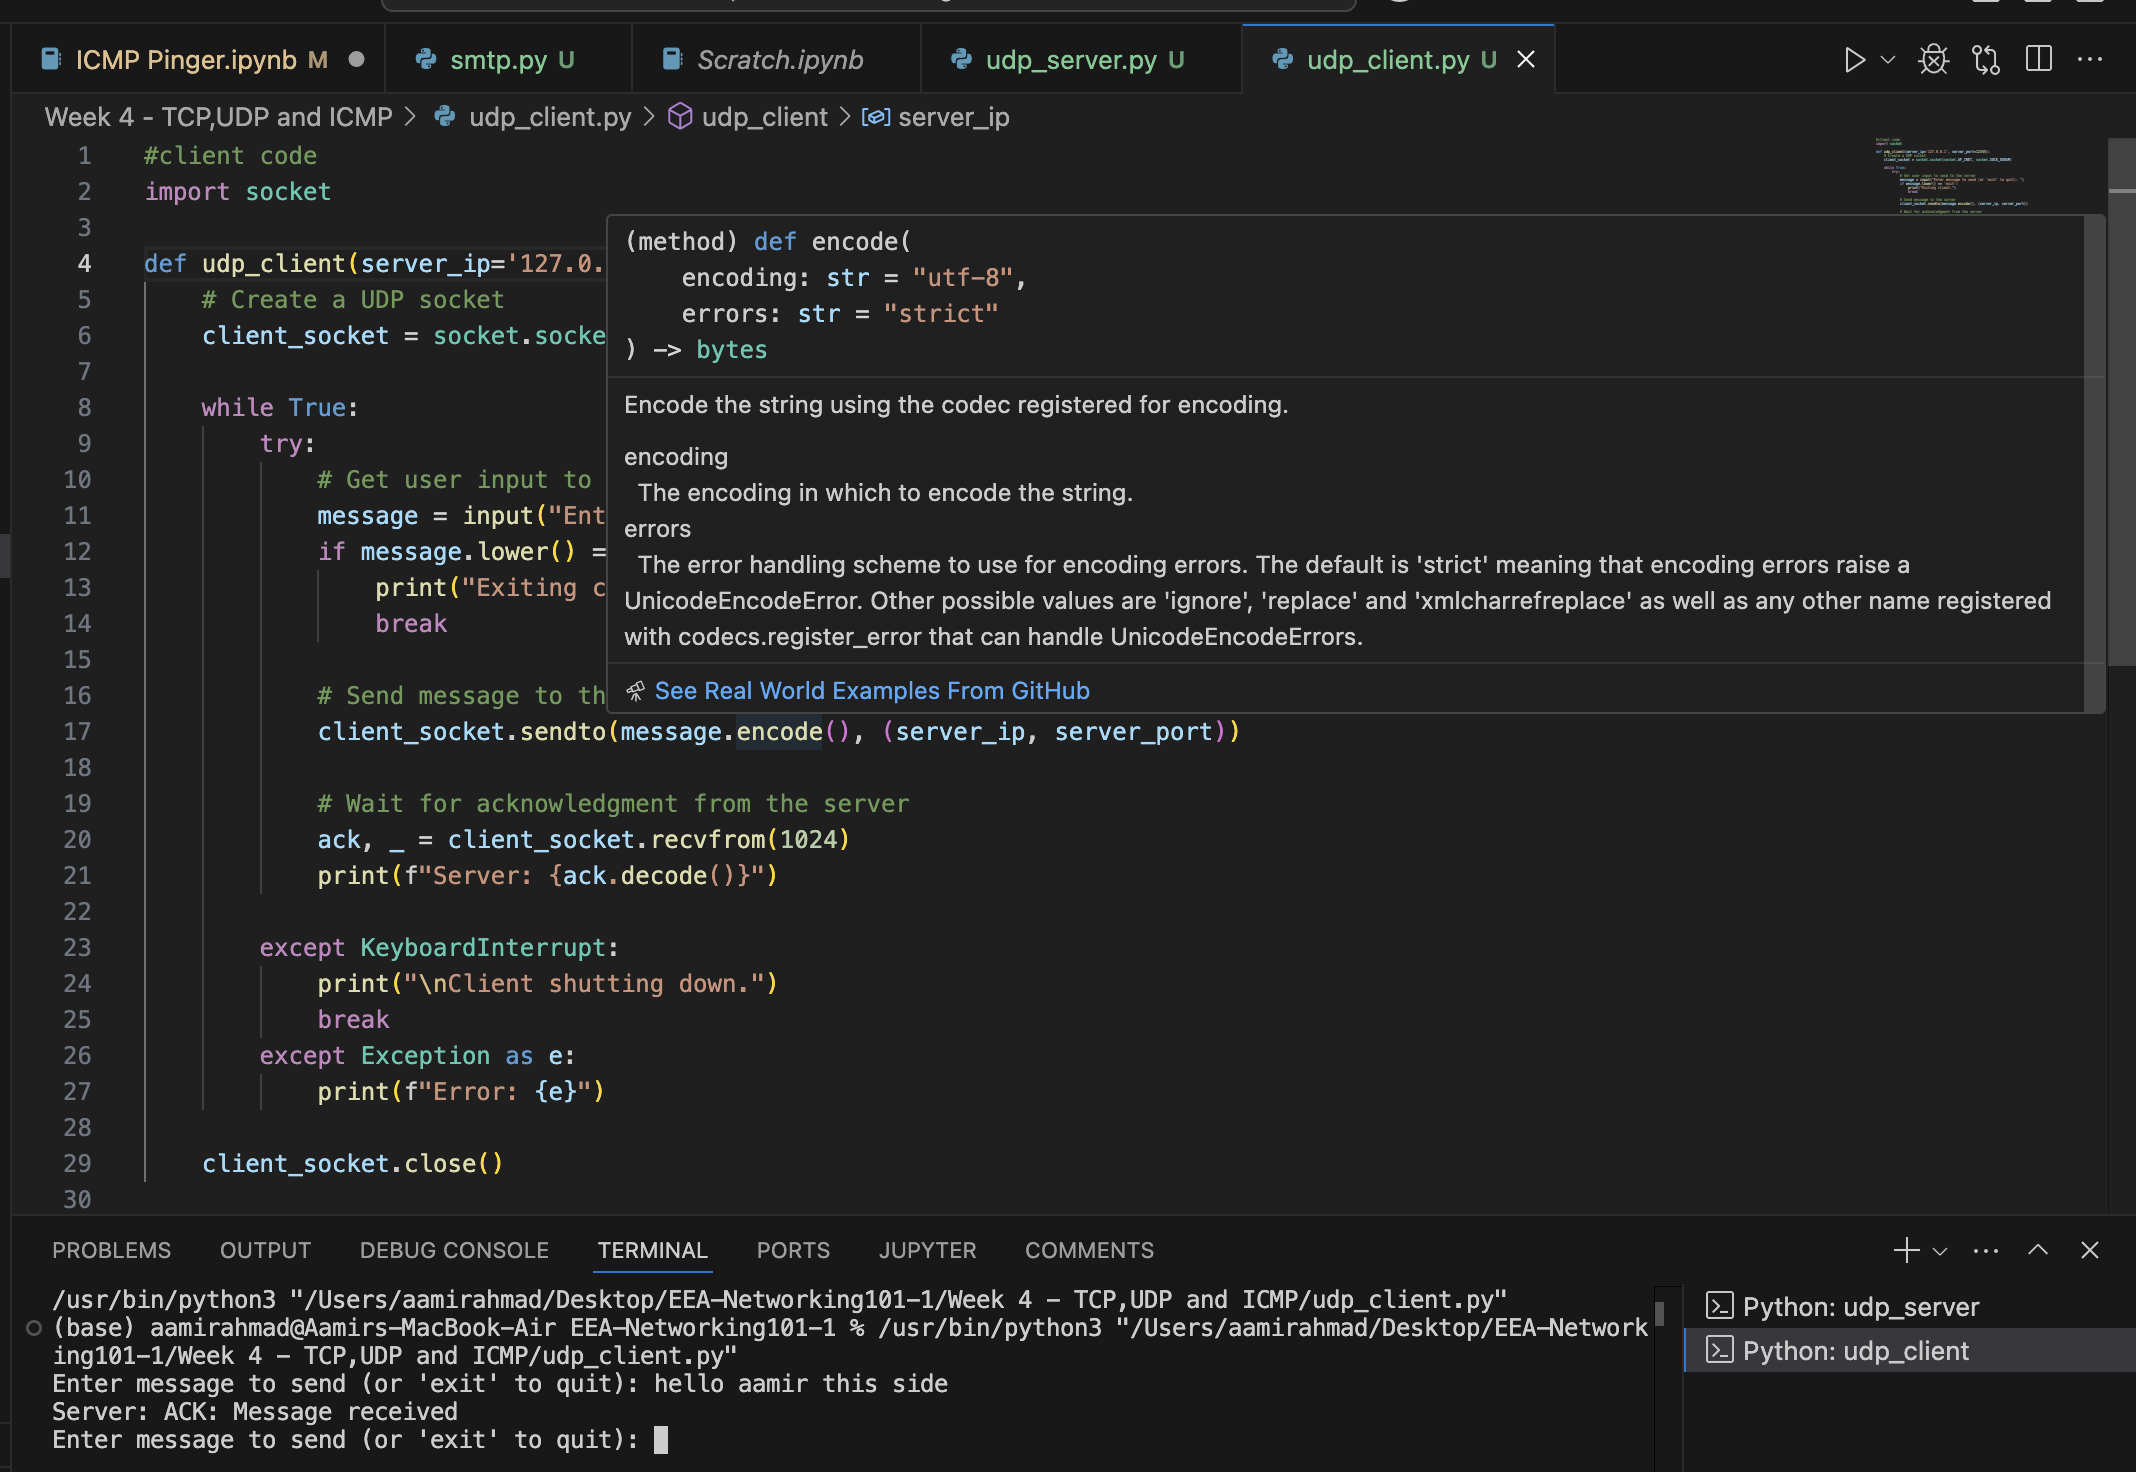 ICMP Pinger.ipynb M
smtp.py U
Scratch.ipynb
udp_server.py U
udp_client.py U
Week 4 - TCP,UDP and ICMP > udp_client.py > udp_client > server_ip
1 #client code
2 import socket
3
4 def udp_client(server_ip='127.0.
5 # Create a UDP socket
6 client_socket = socket.socke
7
8 while True:
9 try:
10 # Get user input to
11 message = input("Ent
12 if message.lower() =
13 print("Exiting c
14 break
15
16 # Send message to th
(method) def encode(
encoding: str = "utf-8",
errors: str = "strict"
) -> bytes
Encode the string using the codec registered for encoding.
encoding
The encoding in which to encode the string.
errors
The error handling scheme to use for encoding errors. The default is 'strict' meaning that encoding errors raise a
UnicodeEncodeError. Other possible values are 'ignore', 'replace' and 'xmlcharrefreplace' as well as any other name registered
with codecs.register_error that can handle UnicodeEncodeErrors.
See Real World Examples From GitHub
17 client_socket.sendto(message.encode(), (server_ip, server_port))
18
19 # Wait for acknowledgment from the server
20 ack, _ = client_socket.recvfrom(1024)
21 print(f"Server: {ack.decode()}")
22
23 except KeyboardInterrupt:
24 print("\nClient shutting down.")
25 break
26 except Exception as e:
27 print(f"Error: {e}")
28
29 client_socket.close()
30
PROBLEMS OUTPUT DEBUG CONSOLE TERMINAL PORTS JUPYTER COMMENTS
/usr/bin/python3 "/Users/aamirahmad/Desktop/EEA-Networking101-1/Week 4 - TCP,UDP and ICMP/udp_client.py"
(base) aamirahmad@Aamirs-MacBook-Air EEA-Networking101-1 % /usr/bin/python3 "/Users/aamirahmad/Desktop/EEA-Network
ing101-1/Week 4 - TCP,UDP and ICMP/udp_client.py"
Enter message to send (or 'exit' to quit): hello aamir this side
Server: ACK: Message received
Enter message to send (or 'exit' to quit):
Python: udp_server
Python: udp_client